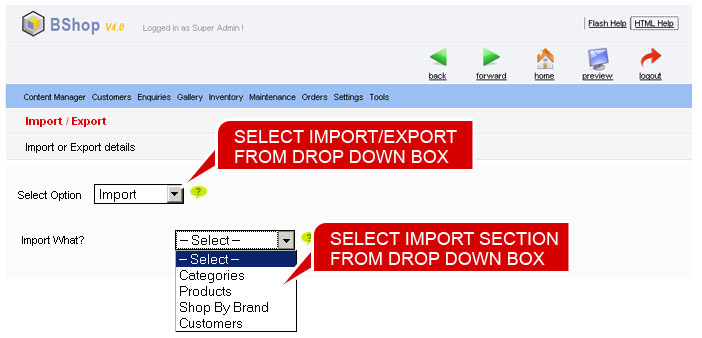 BShop V4.0
Logged in as Super Admin !
Flash Help HTML Help
back forward home preview logout
Content Manager Customers Enquiries Gallery Inventory Maintenance Orders Settings Tools
Import / Export
Import or Export details
SELECT IMPORT/EXPORT
FROM DROP DOWN BOX
Select Option Import ?
Import What? -- Select -- ?
SELECT IMPORT SECTION
FROM DROP DOWN BOX
-- Select --
Categories
Products
Shop By Brand
Customers